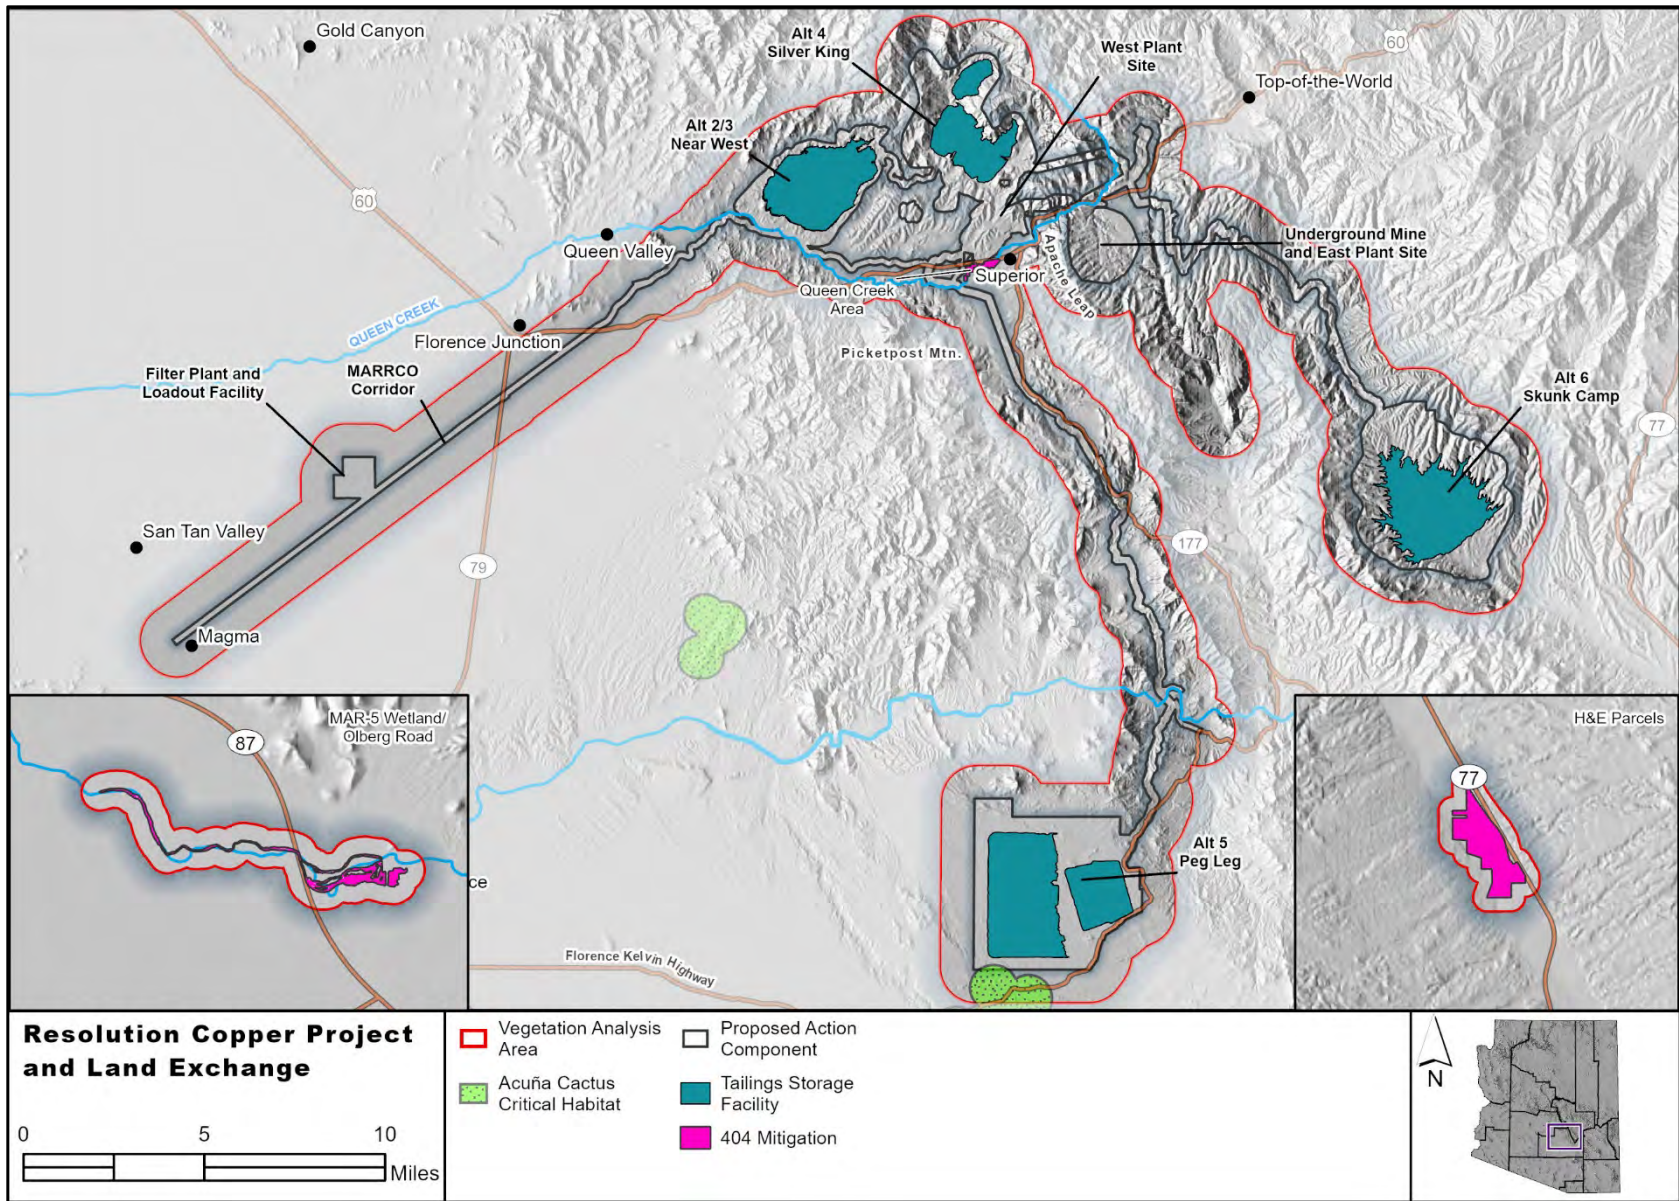 Gold Canyon
Alt 4
Silver King
West Plant
Site
60
Top-of-the-World
Alt 2/3
Near West
60
Queen Valley
Underground Mine
and East Plant Site
Apache Leap
Superior
Queen Creek
Area
QUEEN CREEK
Florence Junction
Picketpost Mtn.
Filter Plant and
Loadout Facility
MARRCO
Corridor
Alt 6
Skunk Camp
77
San Tan Valley
79
177
Magma
MAR-5 Wetland/
Olberg Road
87
H&E Parcels
77
Alt 5
Peg Leg
ce
Florence Kelvin Highway
Resolution Copper Project
and Land Exchange
0 5 10
Miles
Vegetation Analysis
Area
Acuña Cactus
Critical Habitat
Proposed Action
Component
Tailings Storage
Facility
404 Mitigation
N